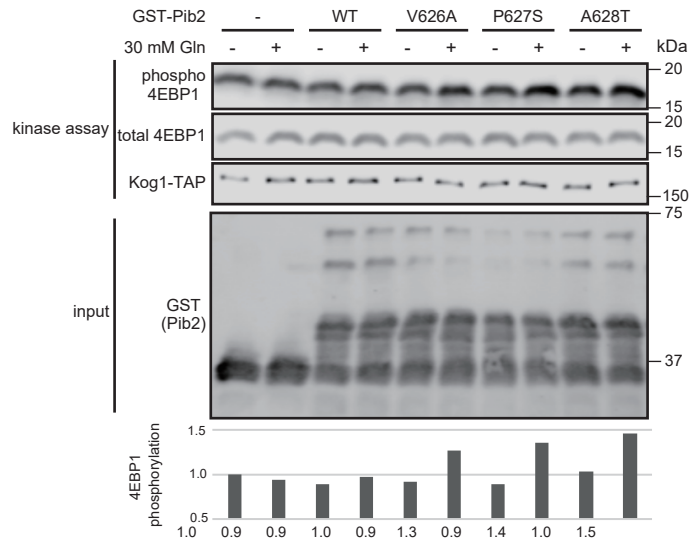 GST-Pib2 - WT V626A P627S A628T
30 mM Gln - + - + - + - + - + kDa
phospho
4EBP1
20
15
kinase assay
total 4EBP1
20
15
Kog1-TAP
150
75
input
GST
(Pib2)
37
4EBP1
phosphorylation
1.5
1.0
0.5
1.0 0.9 0.9 1.0 0.9 1.3 0.9 1.4 1.0 1.5